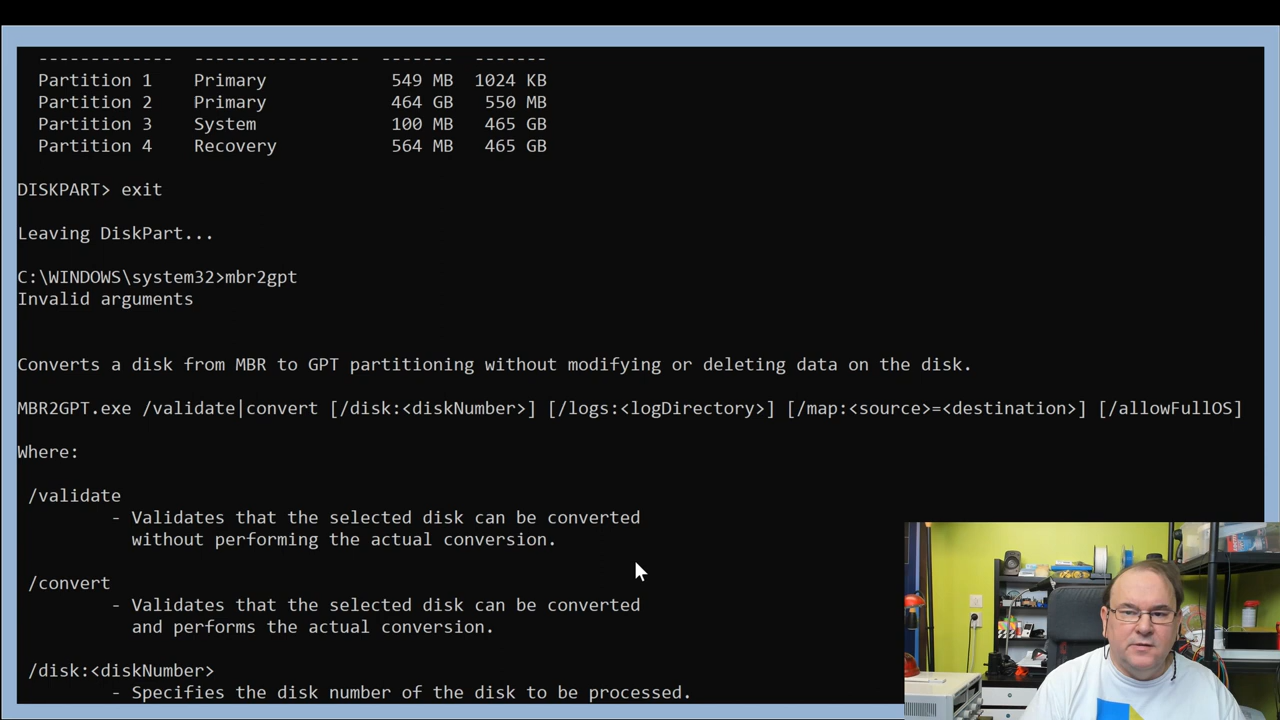 ------------- ---------------- ------- -------
Partition 1 Primary 549 MB 1024 KB
Partition 2 Primary 464 GB 550 MB
Partition 3 System 100 MB 465 GB
Partition 4 Recovery 564 MB 465 GB
DISKPART> exit
Leaving DiskPart...
C:\WINDOWS\system32>mbr2gpt
Invalid arguments
Converts a disk from MBR to GPT partitioning without modifying or deleting data on the disk.
MBR2GPT.exe /validate|convert [/disk:<diskNumber>] [/logs:<logDirectory>] [/map:<source>=<destination>] [/allowFullOS]
Where:
/validate
- Validates that the selected disk can be converted
without performing the actual conversion.
/convert
- Validates that the selected disk can be converted
and performs the actual conversion.
/disk:<diskNumber>
- Specifies the disk number of the disk to be processed.